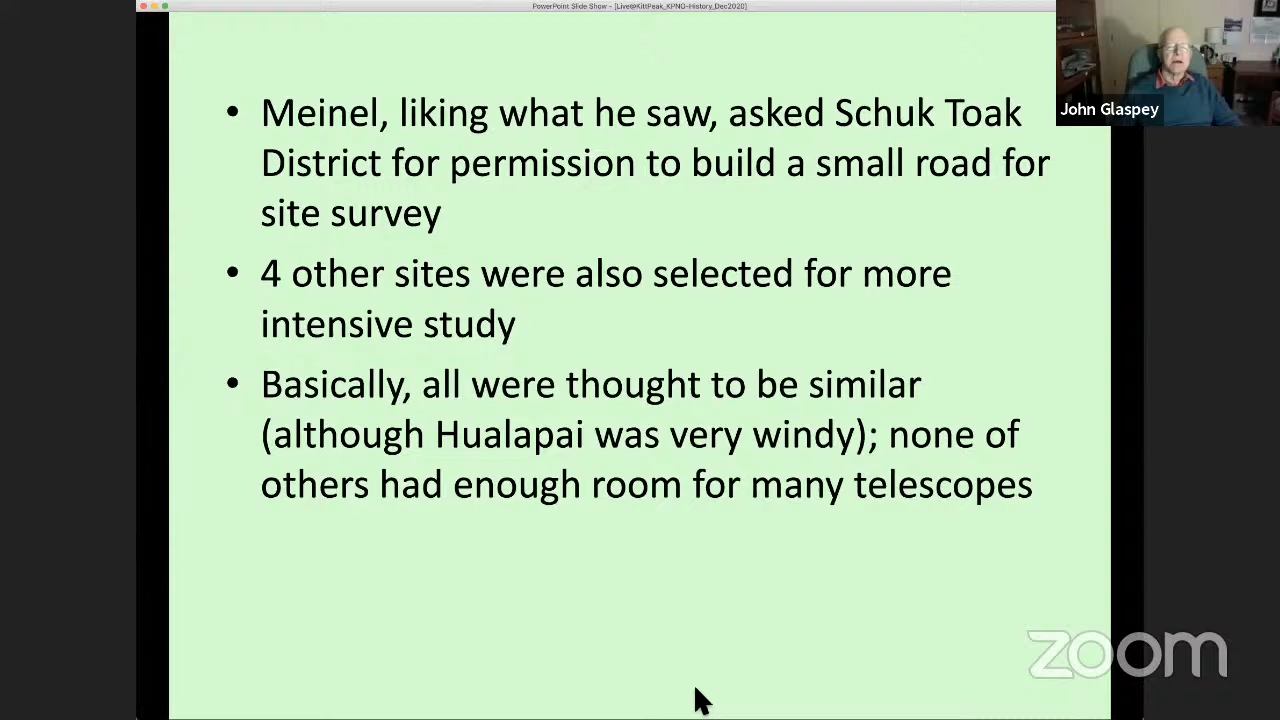 PowerPoint Slide Show - [Live@KittPeak_KPNO-History_Dec2020]
John Glaspey
• Meinel, liking what he saw, asked Schuk Toak
District for permission to build a small road for
site survey
• 4 other sites were also selected for more
intensive study
• Basically, all were thought to be similar
(although Hualapai was very windy); none of
others had enough room for many telescopes
zoom